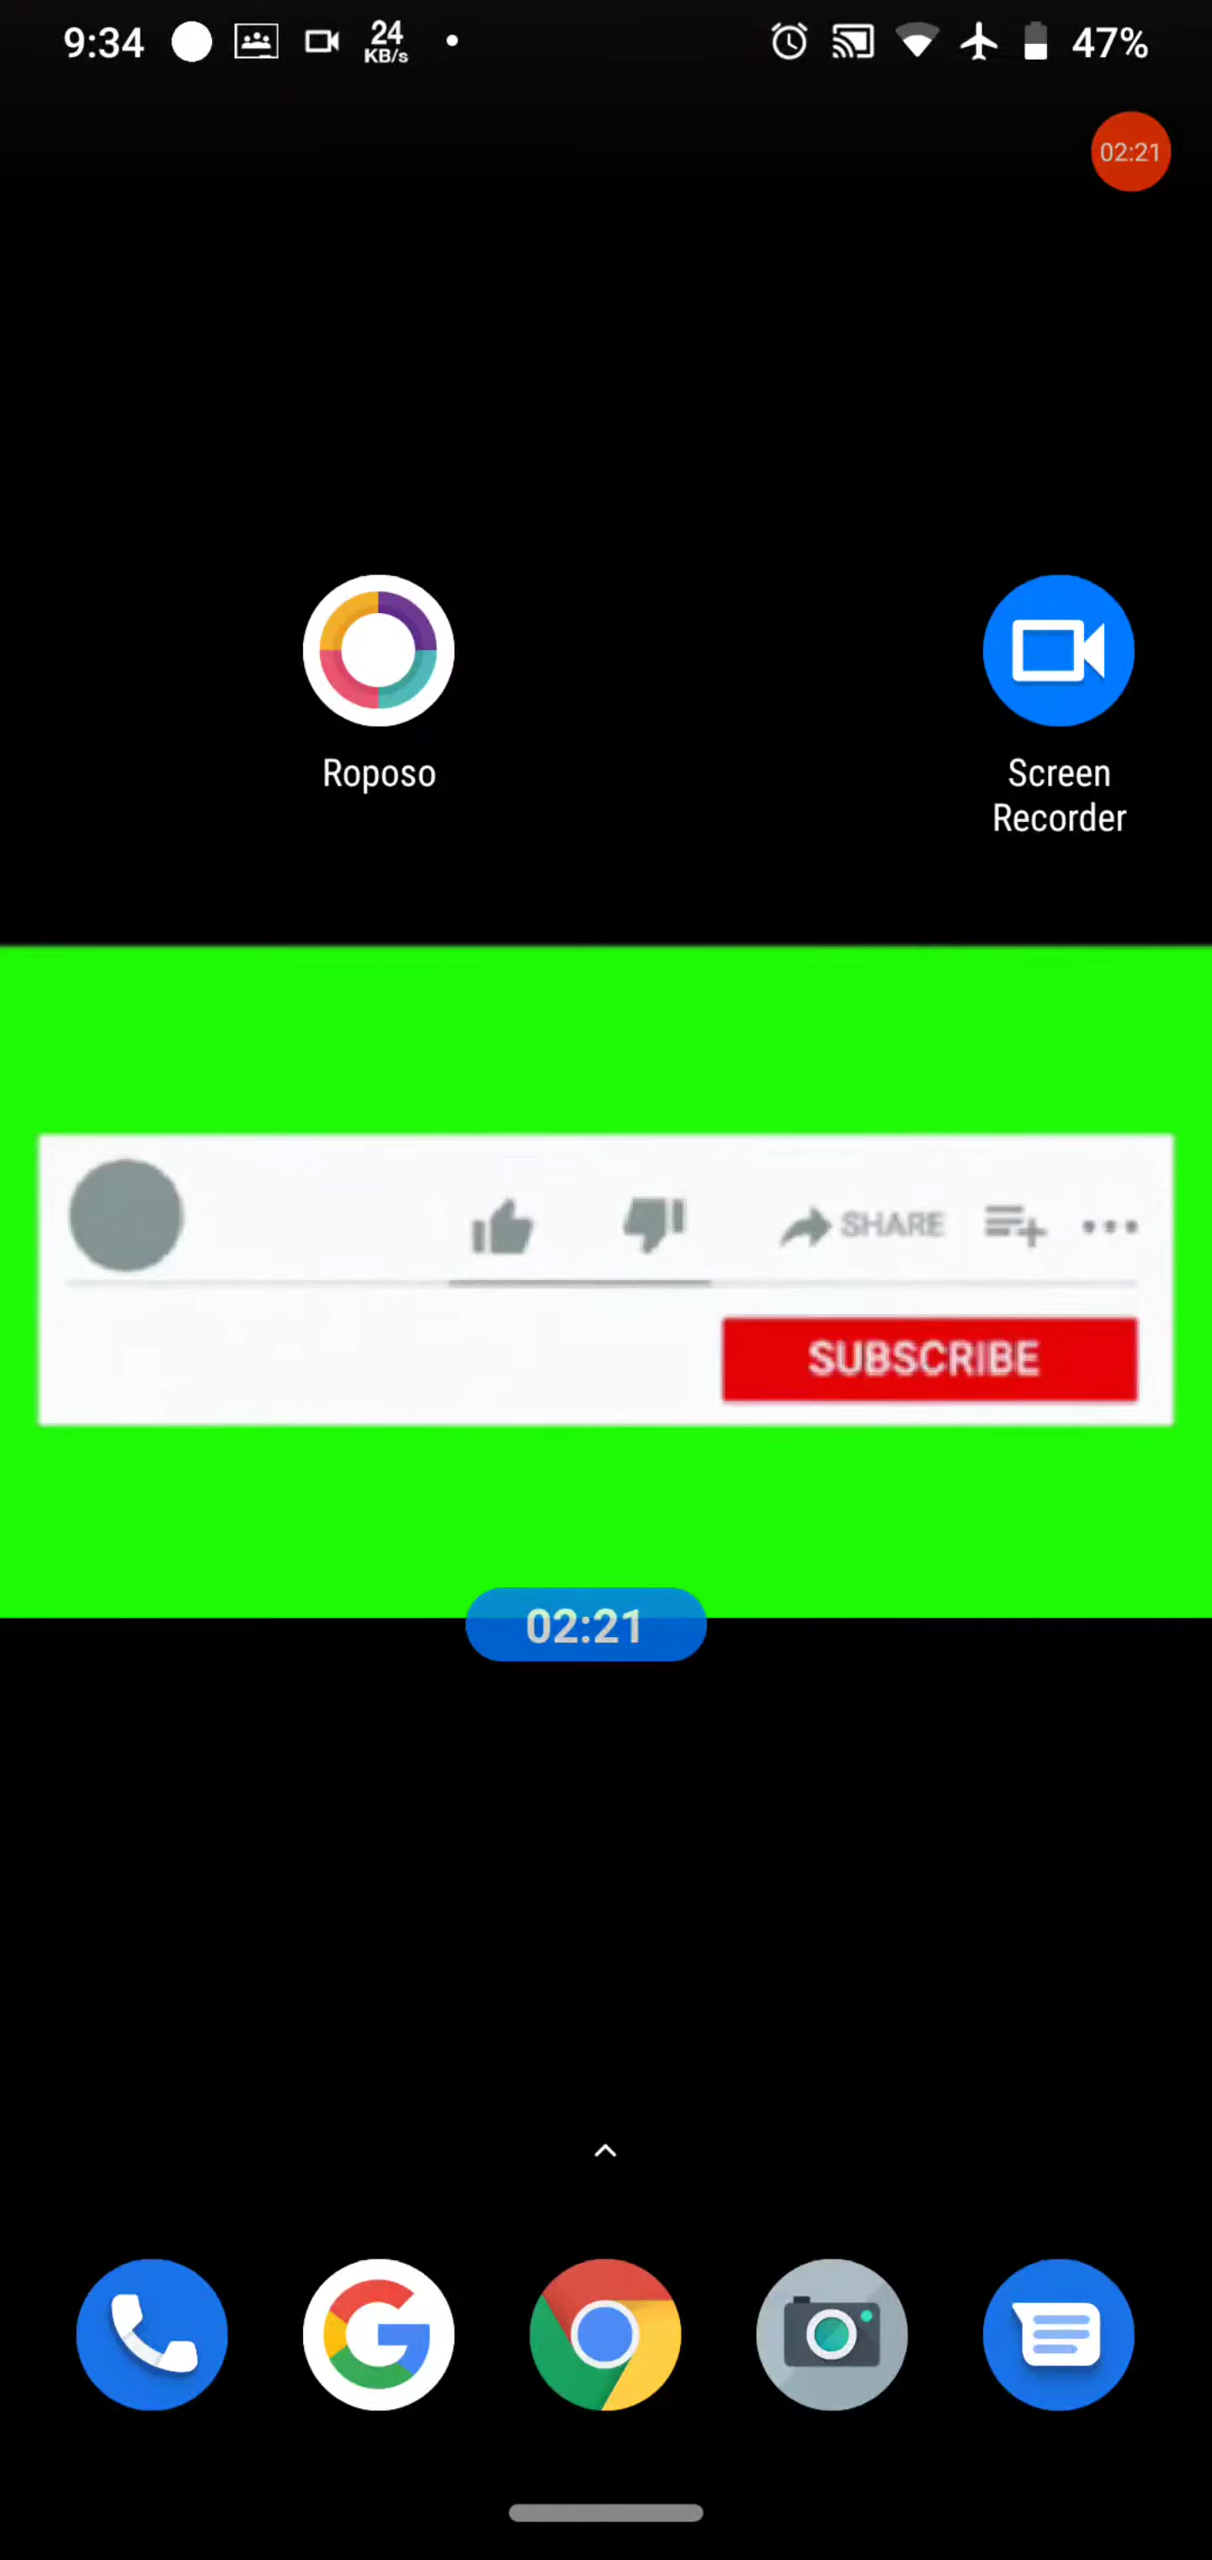 9:34
24
KB/s
47%
02:21
Roposo
Screen
Recorder
SHARE
SUBSCRIBE
02:21